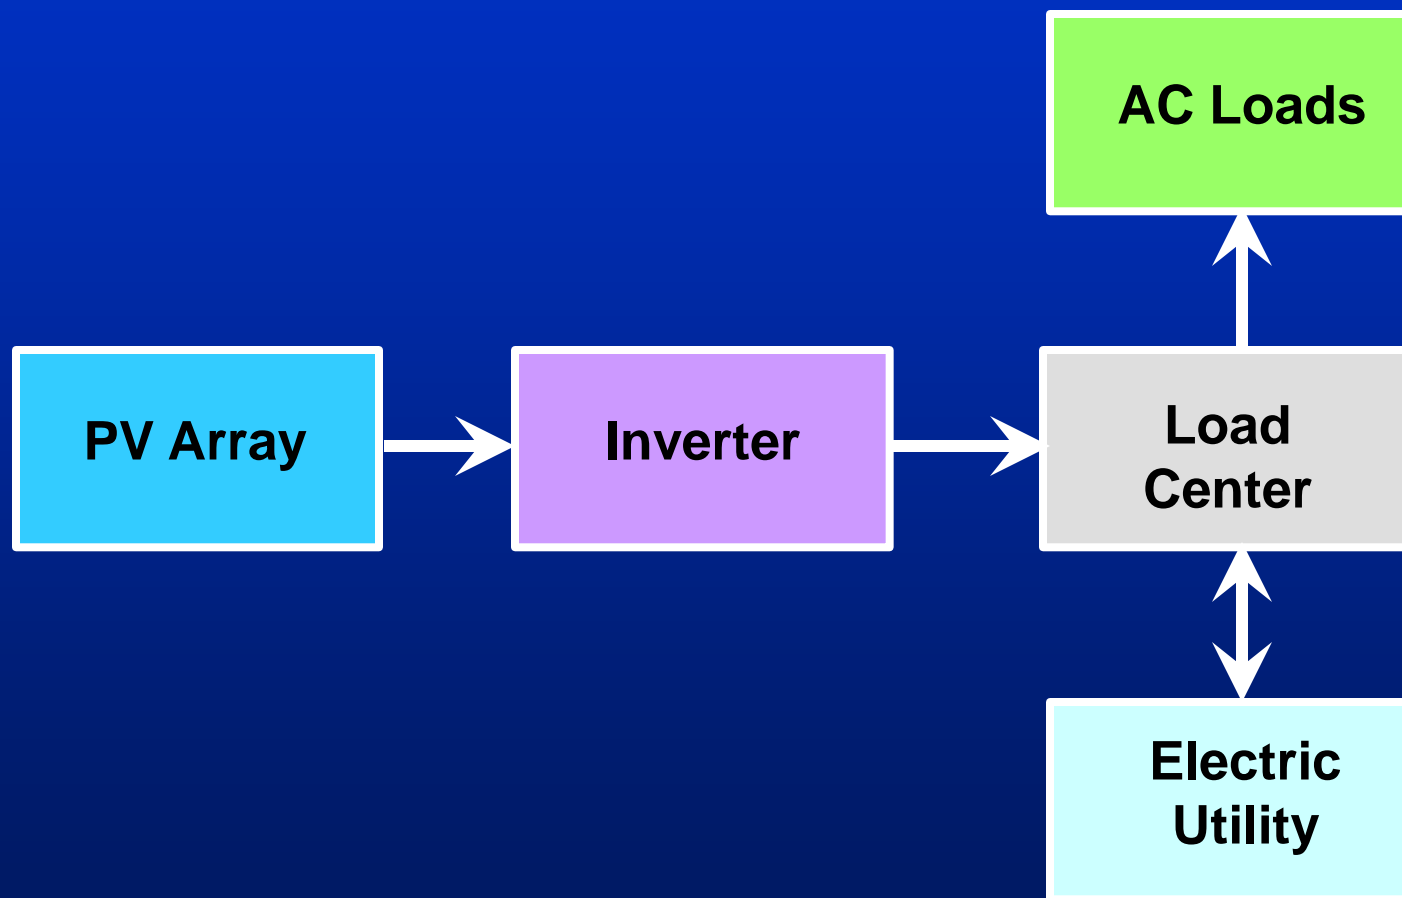 AC Loads
PV Array
Inverter
Load
Center
Electric
Utility